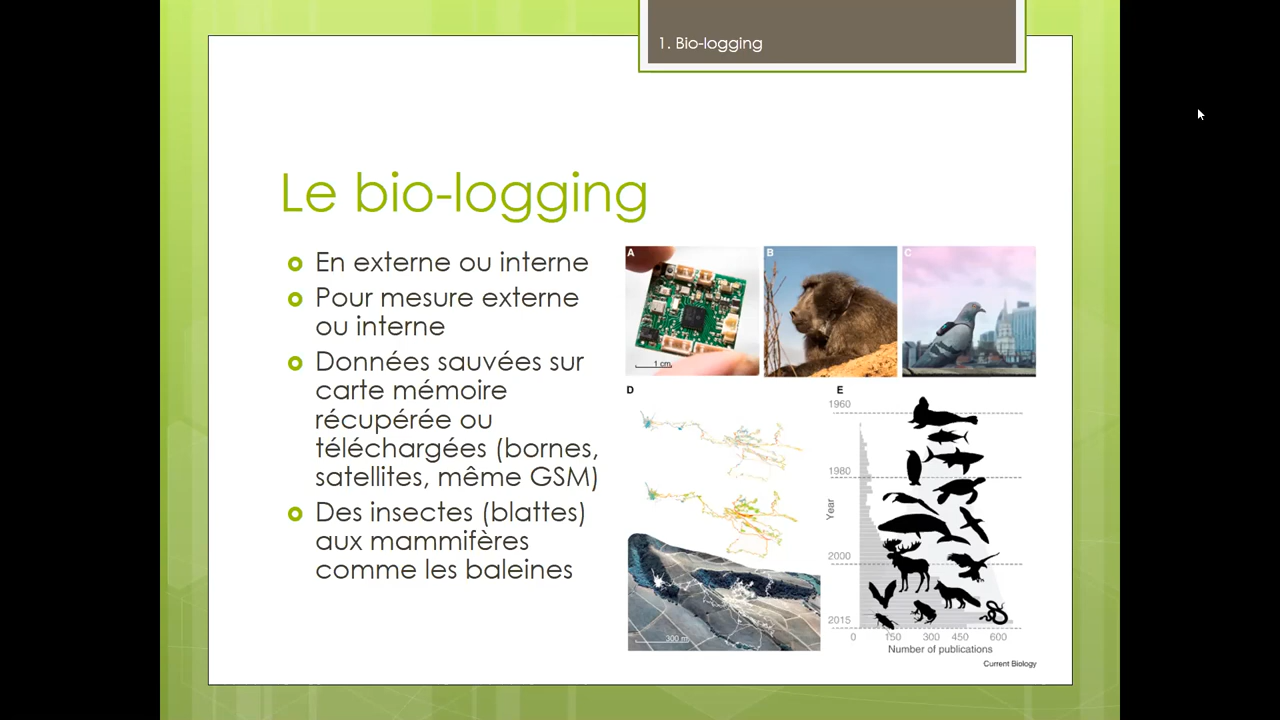 1. Bio-logging
Le bio-logging
En externe ou interne
Pour mesure externe
ou interne
Données sauvées sur
carte mémoire
récupérée ou
téléchargées (bornes,
satellites, même GSM)
Des insectes (blattes)
aux mammifères
comme les baleines
A
1 cm
B
C
D
300 m
E
1960
1980
2000
2015
Year
0 150 300 450 600
Number of publications
Current Biology